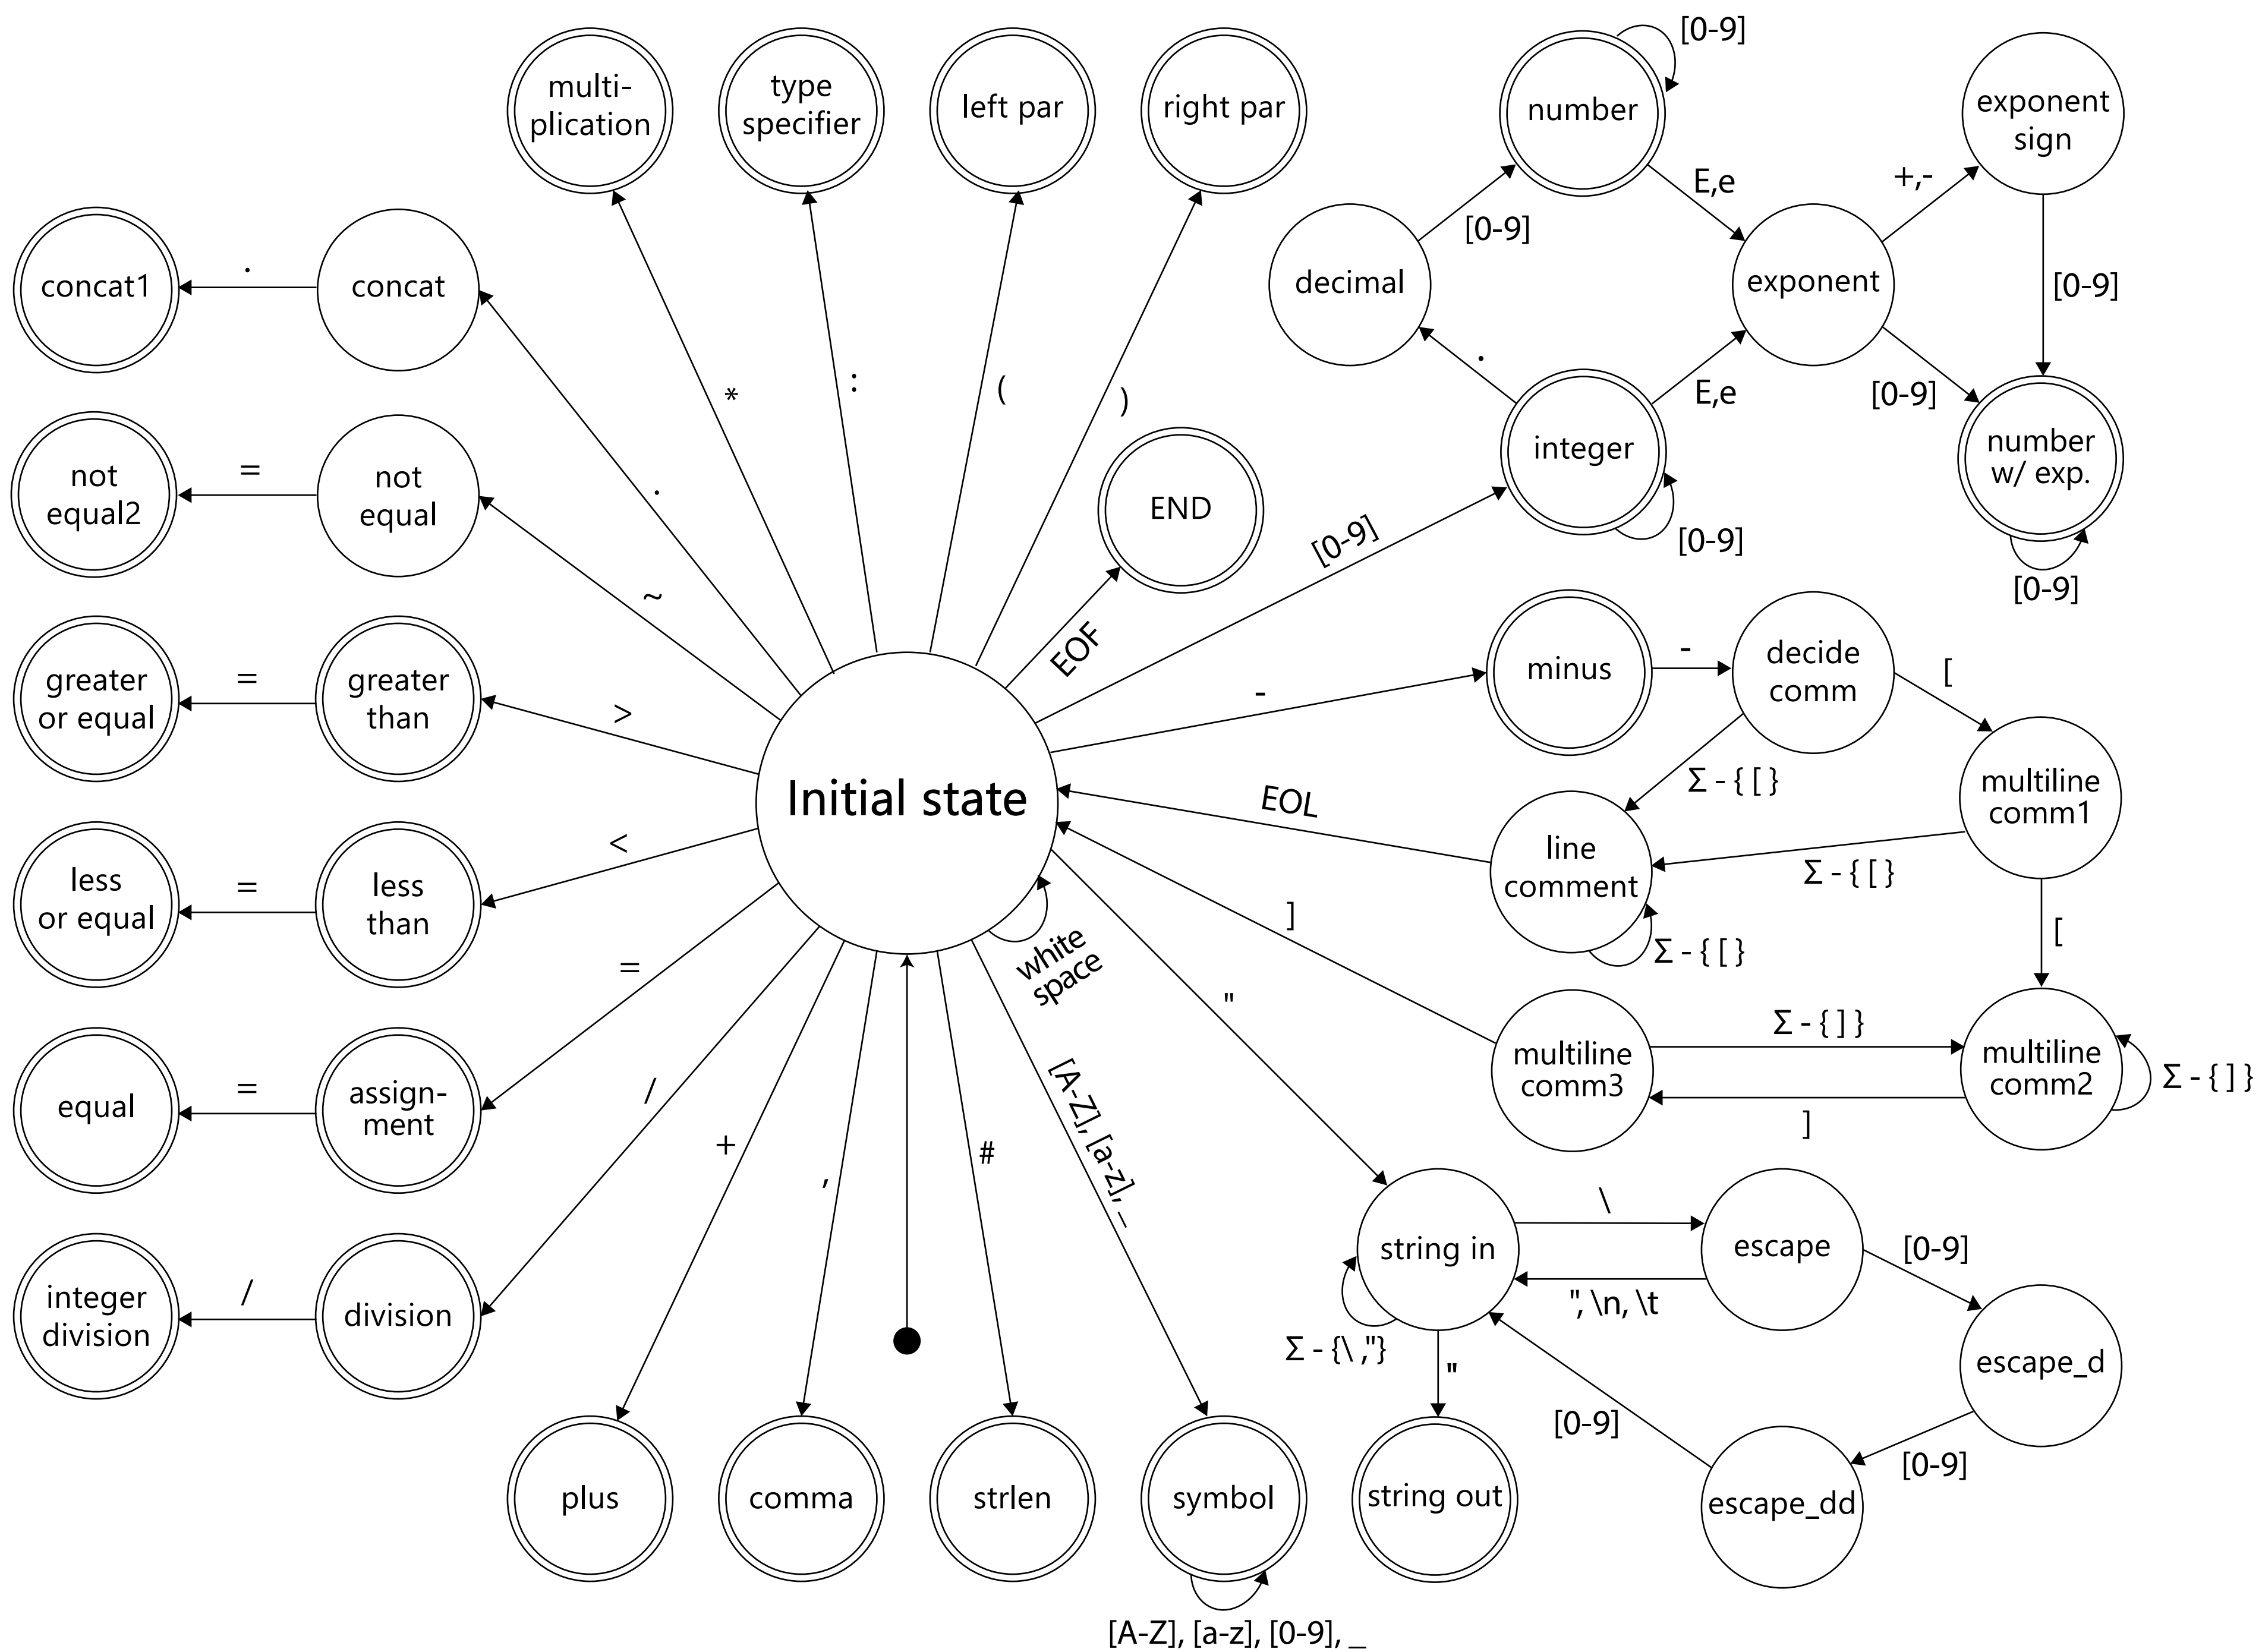 multi-
plication
type
specifier
left par
right par
number
[0-9]
exponent
sign
concat1
.
concat
decimal
[0-9]
E,e
exponent
+,-
[0-9]
*
:
(
)
.
.
integer
[0-9]
E,e
[0-9]
number
w/ exp.
[0-9]
not
equal2
=
not
equal
~
END
EOF
[0-9]
greater
or equal
=
greater
than
>
-
minus
-
decide
comm
[
Initial state
Σ - { [ }
multiline
comm1
EOL
line
comment
Σ - { [ }
Σ - { [ }
[
less
or equal
=
less
than
<
white
space
]
multiline
comm3
Σ - { ] }
]
multiline
comm2
Σ - { ] }
equal
=
assign-
ment
=
integer
division
/
division
/
+
,
#
[A-Z], [a-z], _
"
string in
\
", \n, \t
escape
[0-9]
escape_d
Σ - {\ ,"}
"
[0-9]
[0-9]
plus
comma
strlen
symbol
string out
escape_dd
[A-Z], [a-z], [0-9], _